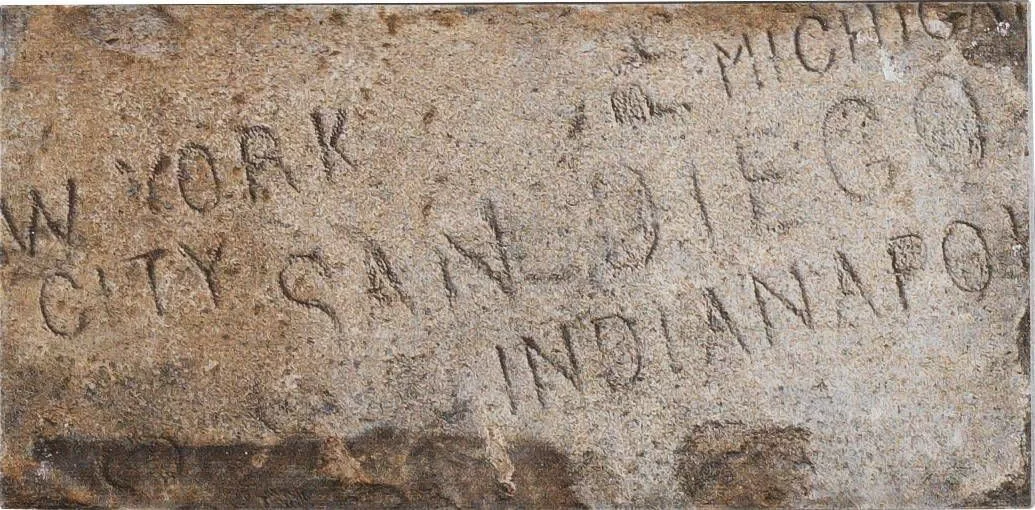 MICHIGA
W YORK
CITY
SAN DIEGO
INDIANAPO